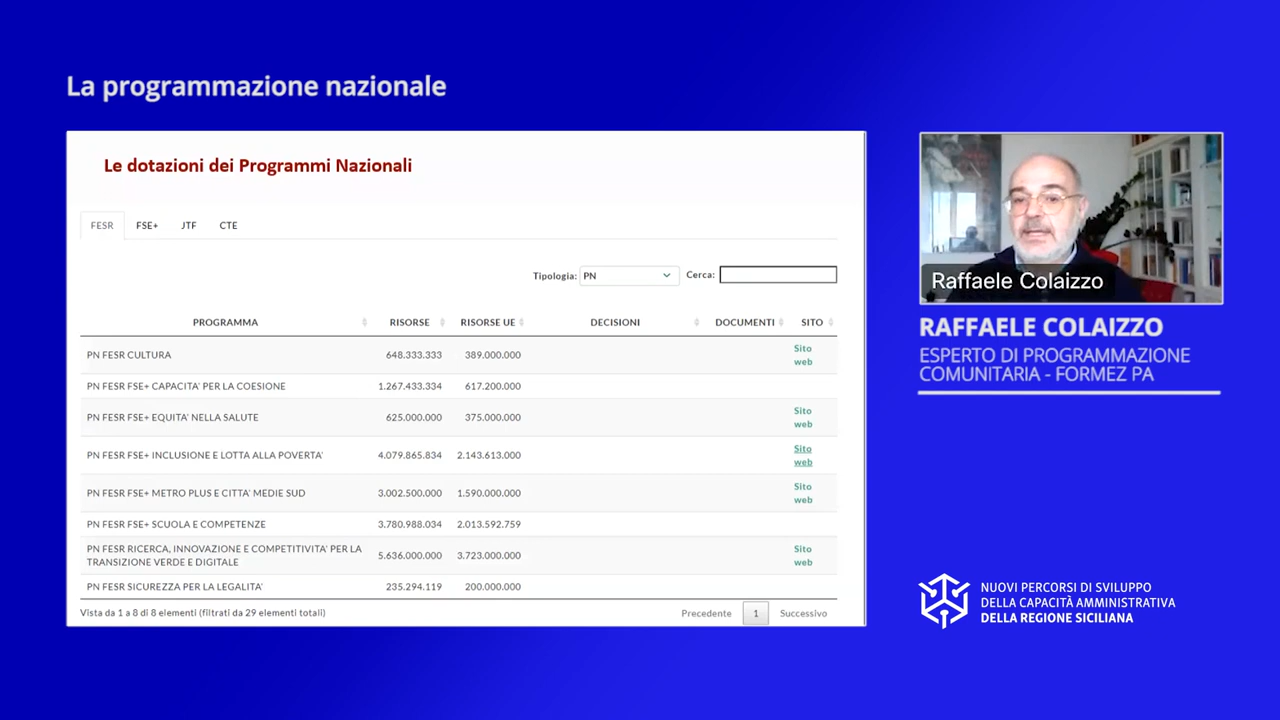 La programmazione nazionale
Le dotazioni dei Programmi Nazionali
FESR FSE+ JTF CTE
Tipologia: PN Cerca:
PROGRAMMA RISORSE RISORSE UE DECISIONI DOCUMENTI SITO
PN FESR CULTURA 648.333.333 389.000.000 Sito
web
PN FESR FSE+ CAPACITA' PER LA COESIONE 1.267.433.334 617.200.000
PN FESR FSE+ EQUITA' NELLA SALUTE 625.000.000 375.000.000 Sito
web
PN FESR FSE+ INCLUSIONE E LOTTA ALLA POVERTA' 4.079.865.834 2.143.613.000 Sito
web
PN FESR FSE+ METRO PLUS E CITTA' MEDIE SUD 3.002.500.000 1.590.000.000 Sito
web
PN FESR FSE+ SCUOLA E COMPETENZE 3.780.988.034 2.013.592.759
PN FESR RICERCA, INNOVAZIONE E COMPETITIVITA' PER LA 5.636.000.000 3.723.000.000 Sito
TRANSIZIONE VERDE E DIGITALE web
PN FESR SICUREZZA PER LA LEGALITA' 235.294.119 200.000.000
Vista da 1 a 8 di 8 elementi (filtrati da 29 elementi totali) Precedente 1 Successivo
Raffaele Colaizzo
RAFFAELE COLAIZZO
ESPERTO DI PROGRAMMAZIONE
COMUNITARIA - FORMEZ PA
NUOVI PERCORSI DI SVILUPPO
DELLA CAPACITÀ AMMINISTRATIVA
DELLA REGIONE SICILIANA